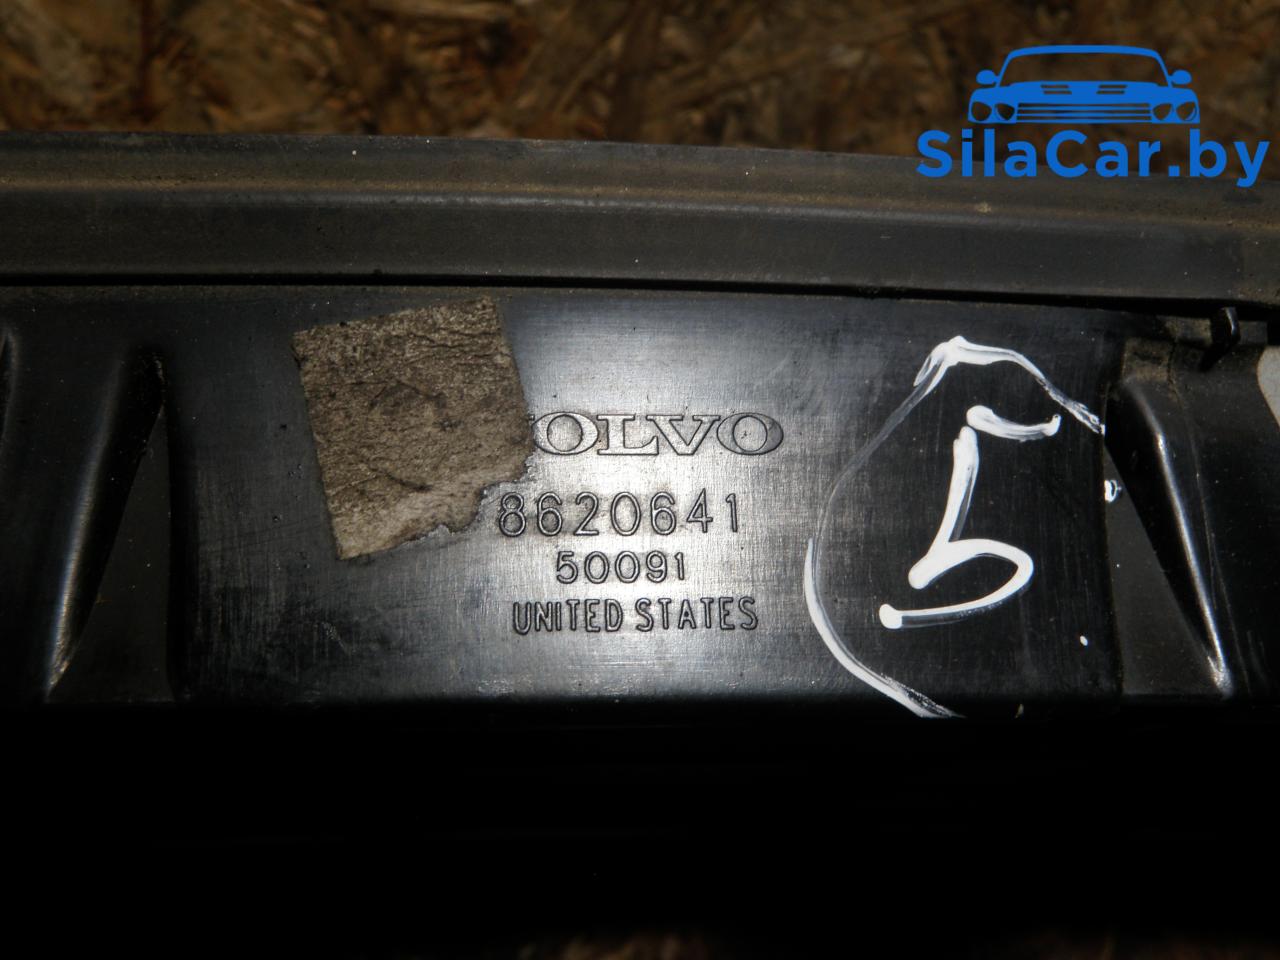 SilaCar.by
VOLVO
8620641
50091
UNITED STATES
5